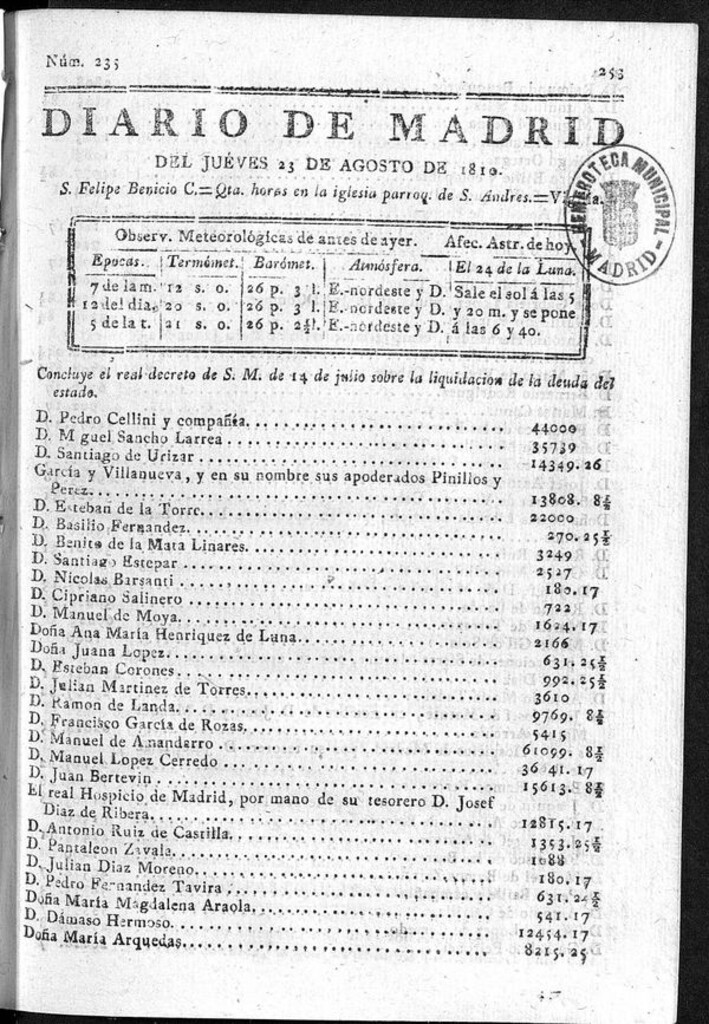 Núm. 235
253
DIARIO DE MADRID
DEL JUÉVES 23 DE AGOSTO DE 1810.
S. Felipe Benicio C.=Qta. horas en la iglesia parroq. de S. Andres.=
HEMEROTECA MUNICIPAL
MADRID
Observ. Meteorológicas de antes de ayer. Afec. Astr. de hoy.
Epocas. Termómet. Barómet. Atmósfera. El 24 de la Luna.
7 de la m. 12 s. o. 26 p. 3 l. E.-nordeste y D. Sale el sol á las 5
12 del dia. 20 s. o. 26 p. 3 l. E.-nordeste y D. y 20 m. y se pone
5 de la t. 21 s. o. 26 p. 2½l. E.-nordeste y D. á las 6 y 40.
Concluye el real decreto de S. M. de 14 de julio sobre la liquidacion de la deuda del
estado.
D. Pedro Cellini y compañía. 44000
D. Miguel Sancho Larrea 35739
D. Santiago de Urizar 14349. 26
García y Villanueva, y en su nombre sus apoderados Pinillos y
Perez. 13808. 8½
D. Esteban de la Torre. 22000
D. Basilio Fernandez. 270. 25½
D. Benito de la Mata Linares. 3249
D. Santiago Estepar 2527
D. Nicolas Barsanti 180. 17
D. Cipriano Salinero 722
D. Manuel de Moya. 1624. 17
Doña Ana María Henriquez de Luna. 2166
Doña Juana Lopez. 631. 25½
D. Esteban Corones 992. 25½
D. Julian Martinez de Torres. 3610
D. Ramon de Landa. 9769. 8½
D. Francisco García de Rozas. 5415
D. Manuel de Amandarro 61099. 8½
D. Manuel Lopez Cerredo 3641. 17
D. Juan Bertevin 15613. 8½
El real Hospicio de Madrid, por mano de su tesorero D. Josef
Diaz de Ribera. 12815. 17
D. Antonio Ruiz de Castilla. 1353. 25½
D. Pantaleon Zavala. 1688
D. Julian Diaz Moreno. 180. 17
D. Pedro Fernandez Tavira 631. 24½
Doña María Magdalena Araola. 541. 17
D. Dámaso Hermoso. 12454. 17
Doña María Arquedas. 8215. 25